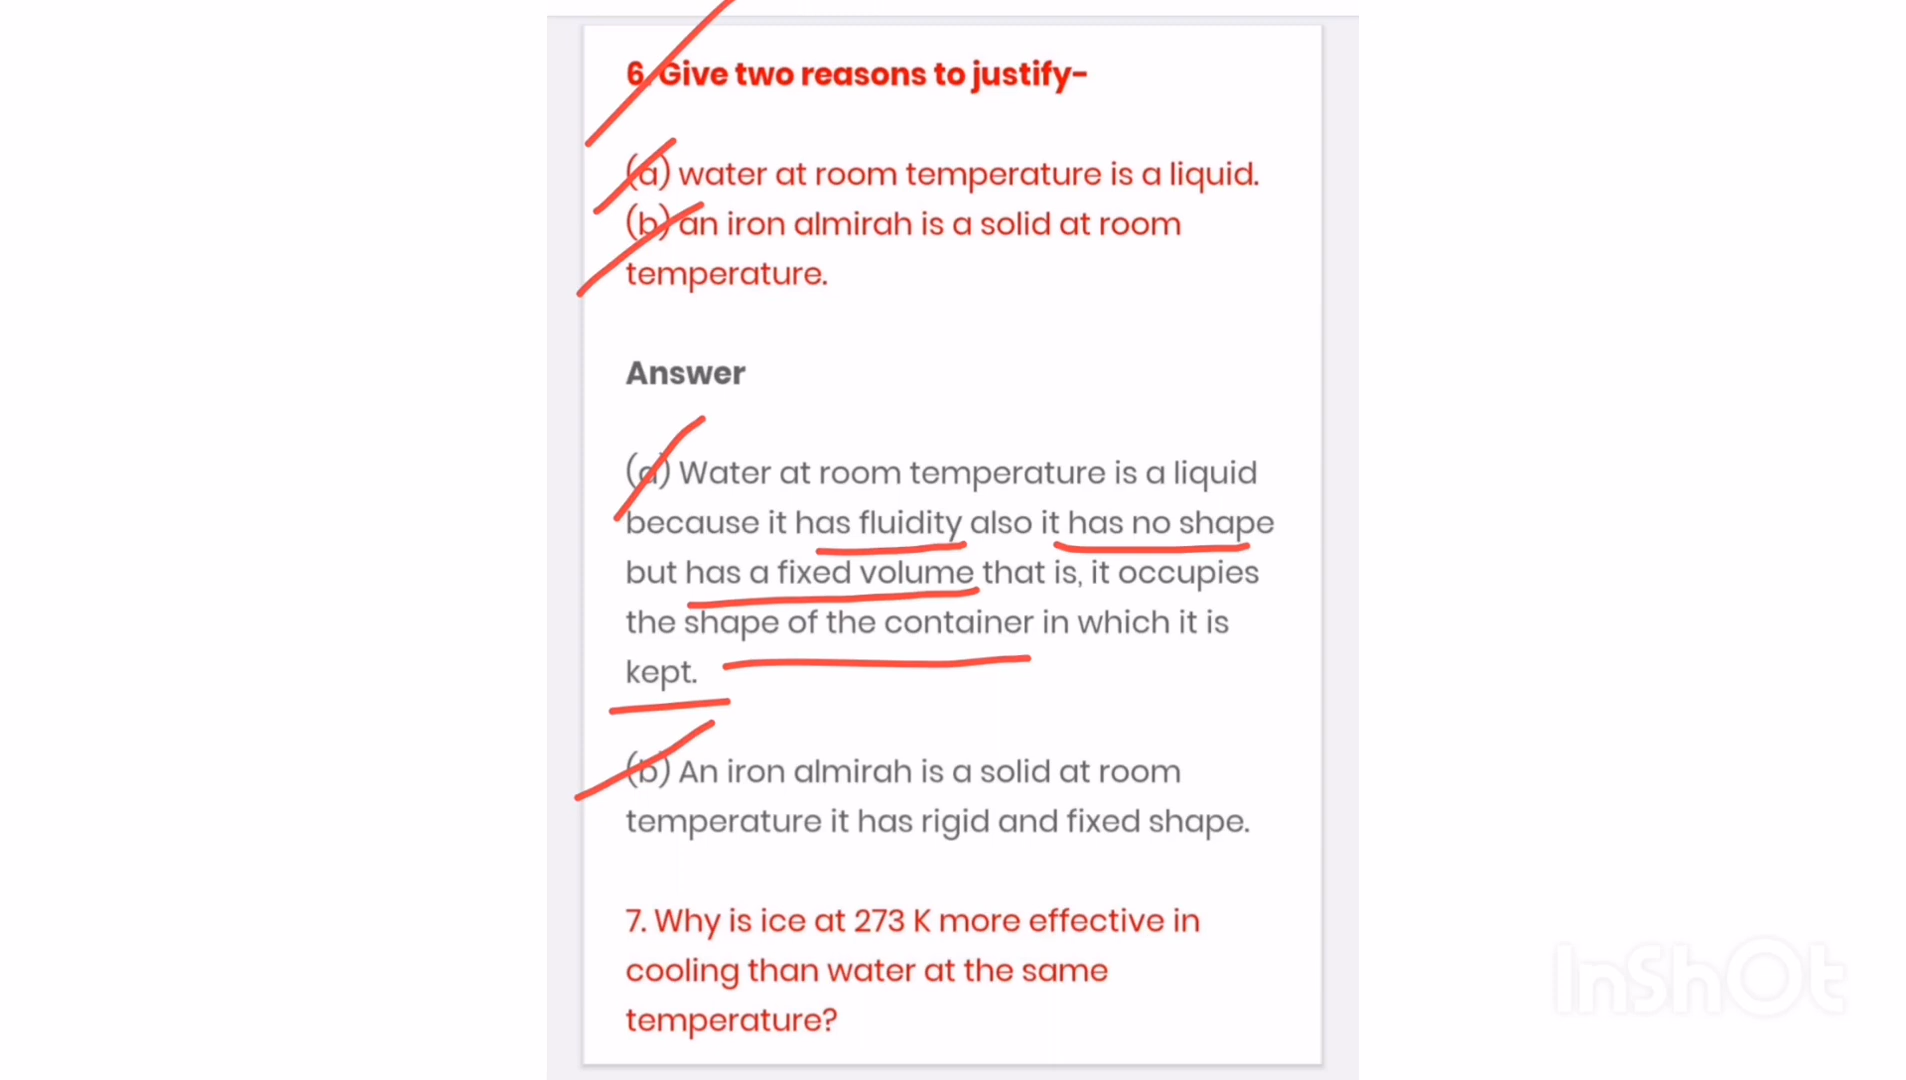 6. Give two reasons to justify-
(a) water at room temperature is a liquid.
(b) an iron almirah is a solid at room
temperature.
Answer
(a) Water at room temperature is a liquid
because it has fluidity also it has no shape
but has a fixed volume that is, it occupies
the shape of the container in which it is
kept.
(b) An iron almirah is a solid at room
temperature it has rigid and fixed shape.
7. Why is ice at 273 K more effective in
cooling than water at the same
temperature?
InShOt